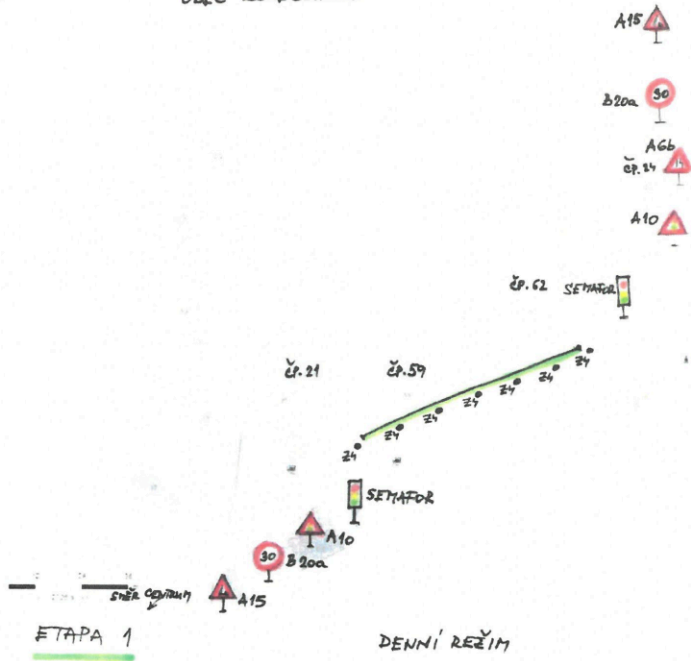 A15
B20a
30
A6b
čp. 24
A10
čp. 62 SEMAFOR
čp. 21
čp. 59
Z4
Z4
Z4
Z4
Z4
Z4
Z4
SEMAFOR
A10
30 B20a
SMĚR CENTRUM
A15
ETAPA 1
DENNÍ REŽIM